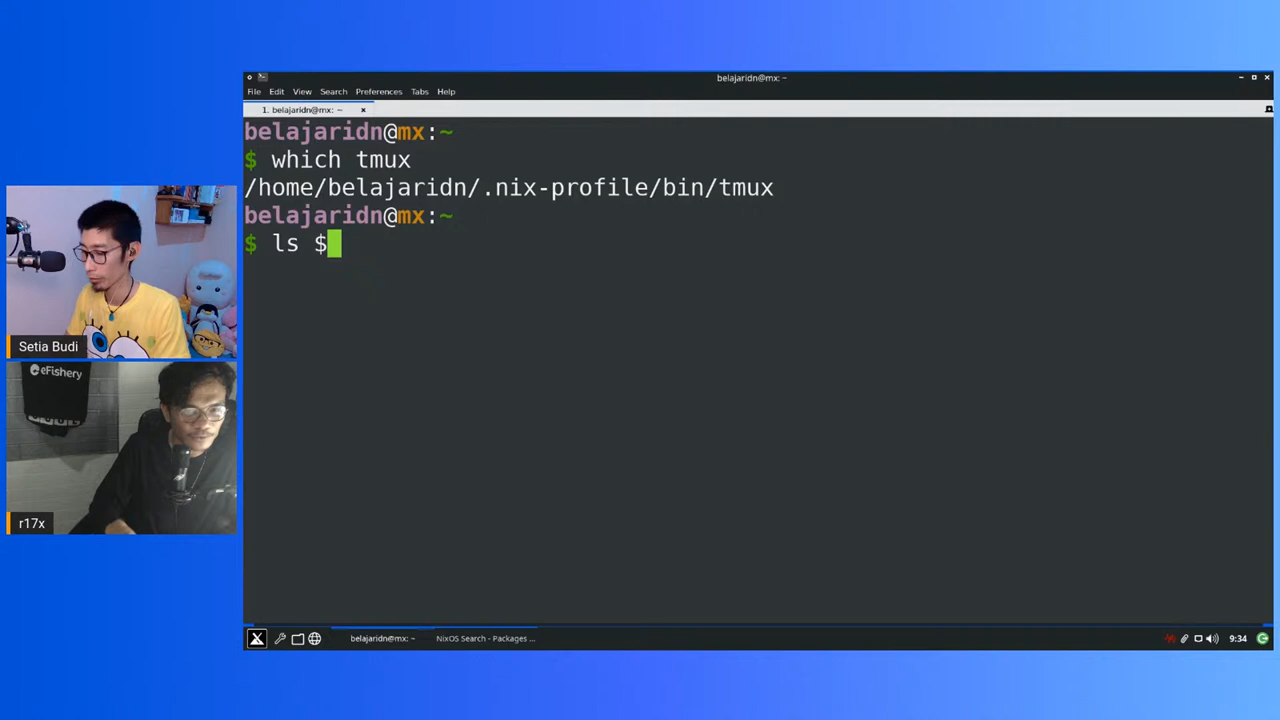 belajaridn@mx: ~
File Edit View Search Preferences Tabs Help
1. belajaridn@mx: ~ ×
belajaridn@mx:~
$ which tmux
/home/belajaridn/.nix-profile/bin/tmux
belajaridn@mx:~
$ ls $
Setia Budi
eFishery
r17x
belajaridn@mx: ~ NixOS Search - Packages ... 9:34